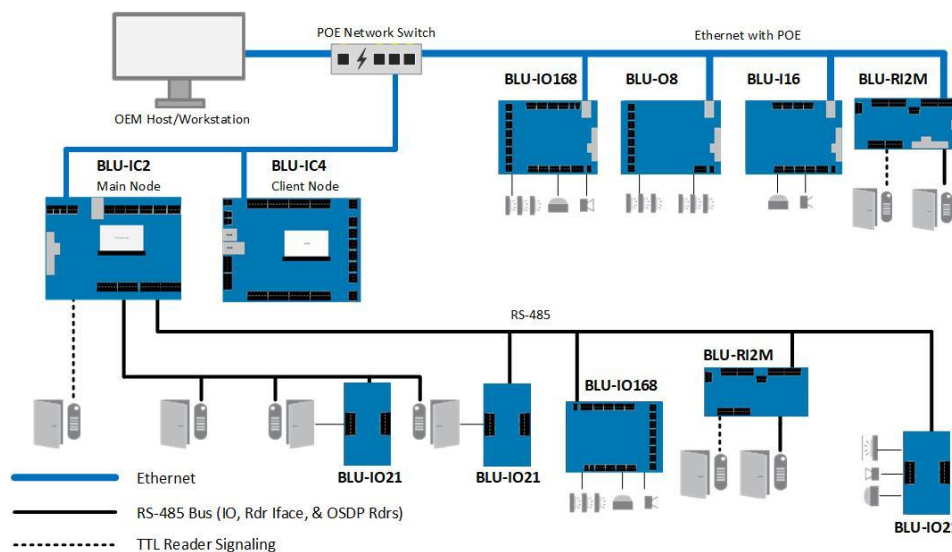 POE Network Switch
Ethernet with POE
OEM Host/Workstation
BLU-IO168
BLU-O8
BLU-I16
BLU-RI2M
BLU-IC2
Main Node
BLU-IC4
Client Node
RS-485
BLU-RI2M
BLU-IO168
BLU-IO21
BLU-IO21
BLU-IO2
Ethernet
RS-485 Bus (IO, Rdr Iface, & OSDP Rdrs)
TTL Reader Signaling